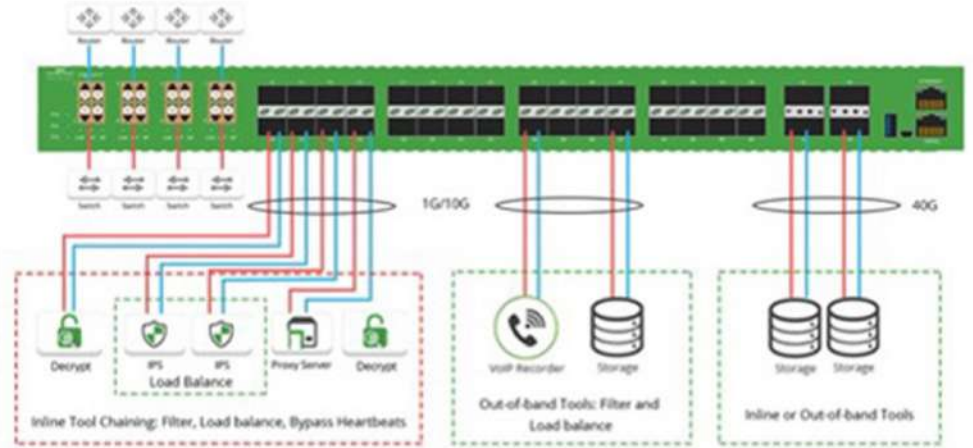 Router Router Router Router
Switch Switch Switch Switch
1G/10G
40G
Decrypt IPS IPS Proxy Server Decrypt
Load Balance
Inline Tool Chaining: Filter, Load balance, Bypass Heartbeats
VoIP Recorder Storage
Out-of-band Tools: Filter and
Load balance
Storage Storage
Inline or Out-of-band Tools